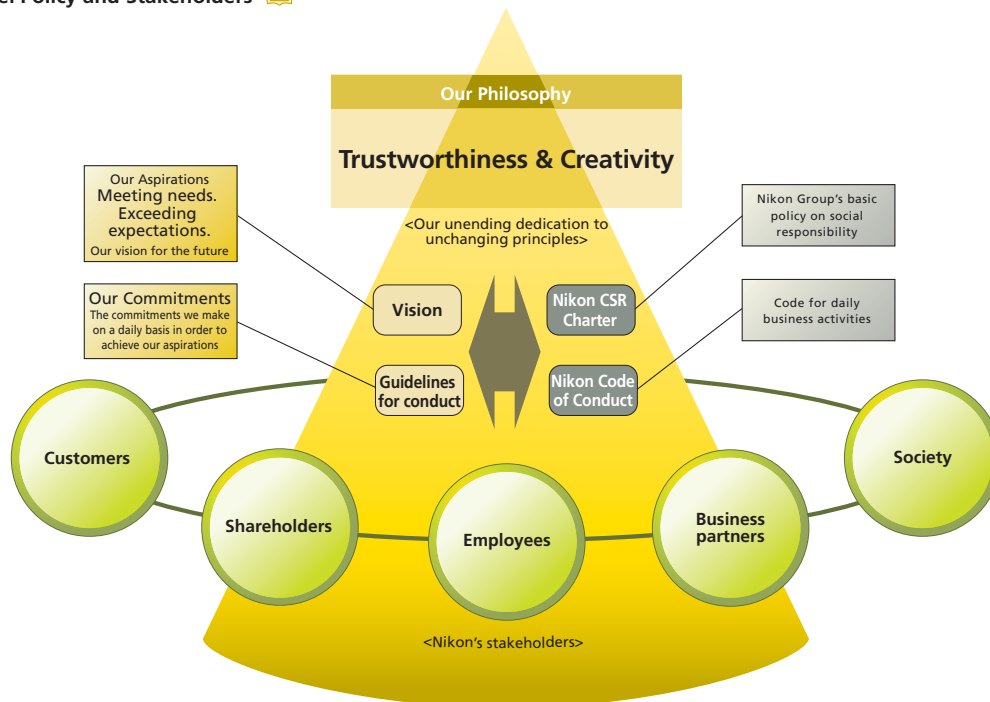 Policy and Stakeholders
Our Philosophy
Trustworthiness & Creativity
<Our unending dedication to
unchanging principles>
Our Aspirations
Meeting needs.
Exceeding
expectations.
Our vision for the future
Our Commitments
The commitments we make
on a daily basis in order to
achieve our aspirations
Nikon Group's basic
policy on social
responsibility
Code for daily
business activities
Vision
Nikon CSR
Charter
Guidelines
for conduct
Nikon Code
of Conduct
Customers
Shareholders
Employees
Business
partners
Society
<Nikon's stakeholders>